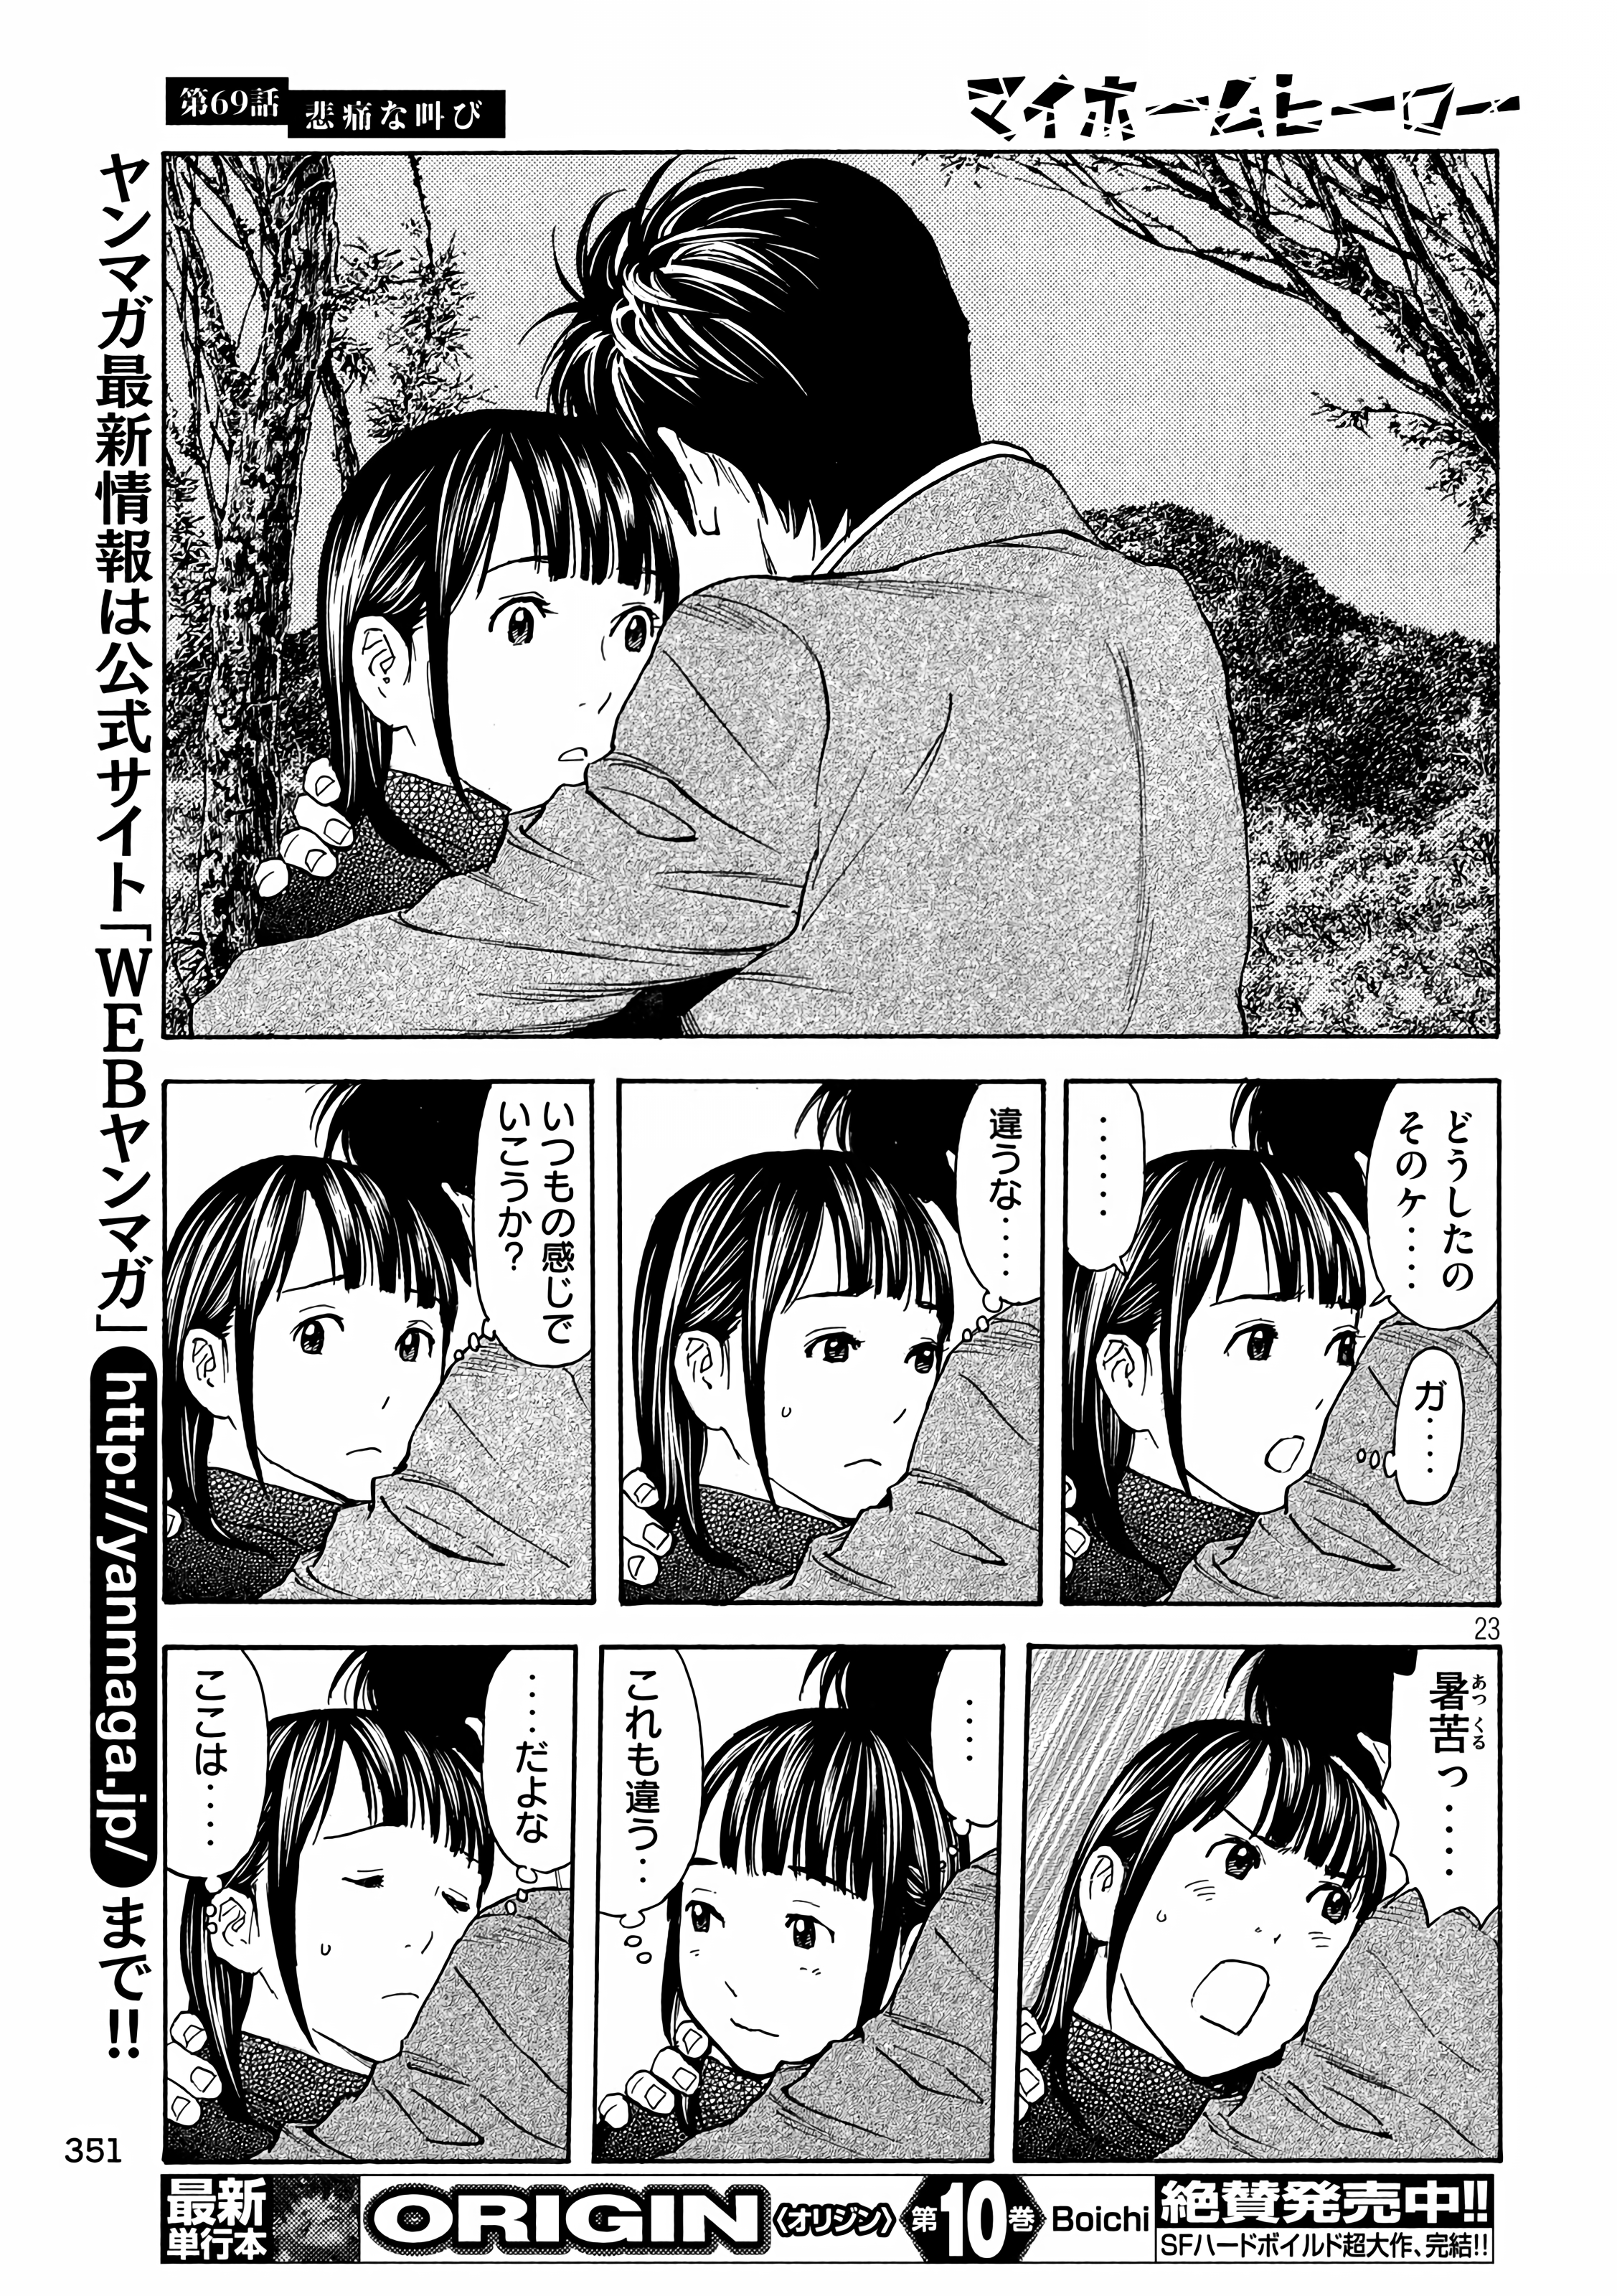 第69話
悲痛な叫び
マイホームヒーロー
どうしたの
そのケ‥‥
‥‥‥
ガ‥‥
違うな‥‥
いつもの感じで
いこうか?
23
暑苦つ‥‥
あつくる
‥‥
これも違う‥‥
‥‥だよな
ここは‥‥
ヤンマガ最新情報は公式サイト「WEBヤンマガ」http://yanmaga.jp/まで!!
351
最新
単行本
ORIGIN〈オリジン〉第10巻 Boichi
絶賛発売中!!
SFハードボイルド超大作、完結!!